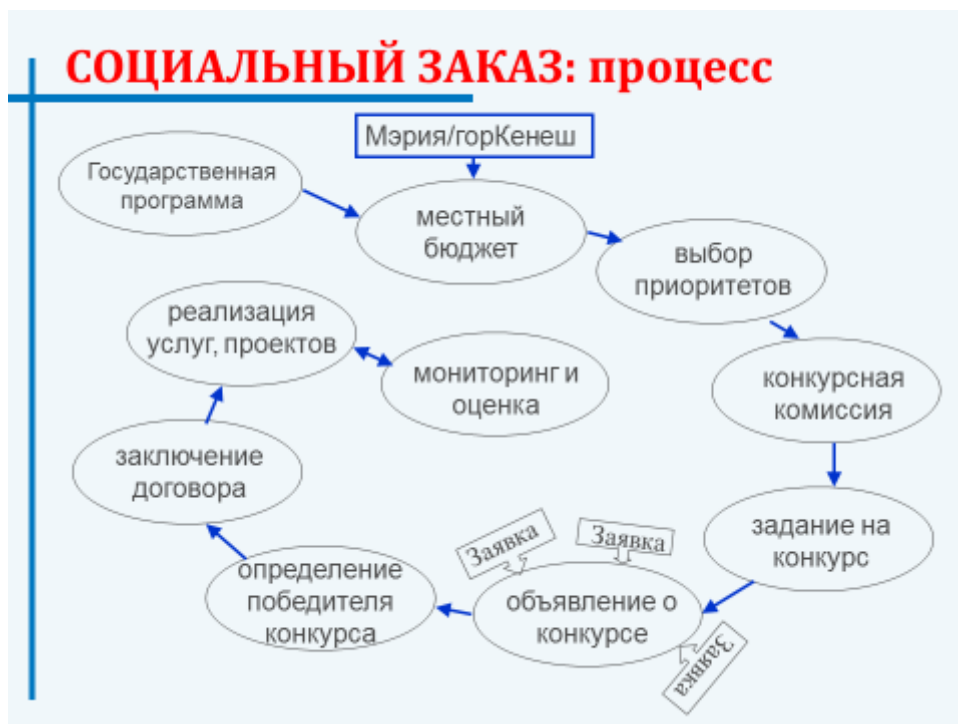 СОЦИАЛЬНЫЙ ЗАКАЗ: процесс
Мэрия/горКенеш
Государственная
программа
местный
бюджет
выбор
приоритетов
реализация
услуг, проектов
мониторинг и
оценка
конкурсная
комиссия
заключение
договора
задание на
конкурс
Заявка
Заявка
определение
победителя
конкурса
объявление о
конкурсе
Заявка